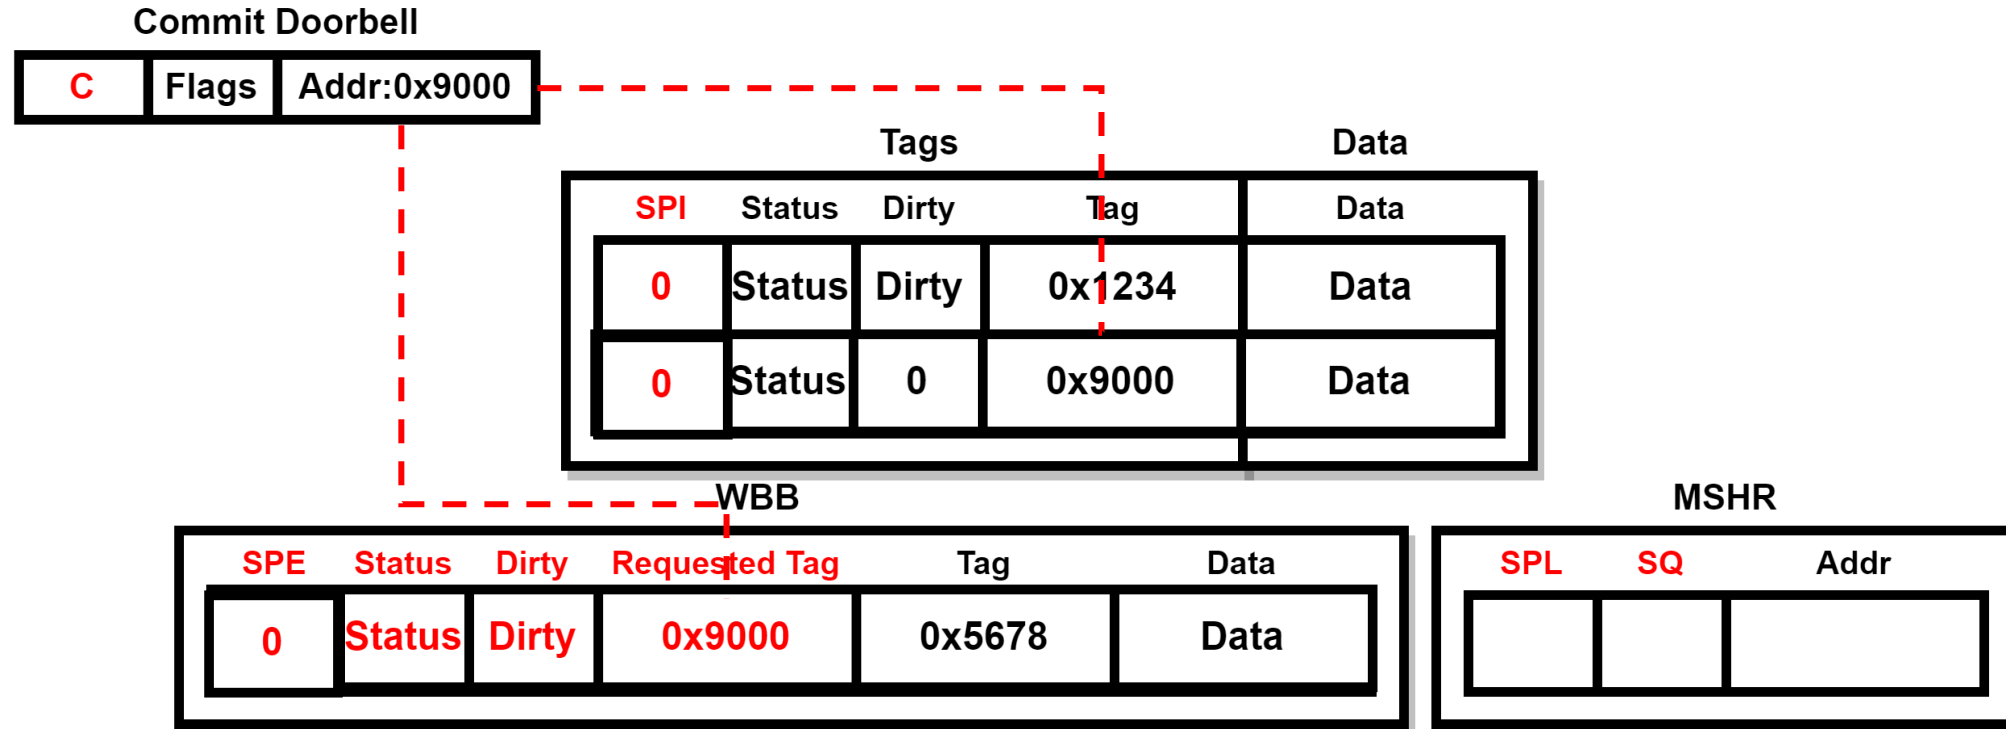 Commit Doorbell
C Flags Addr:0x9000
Tags Data
SPI Status Dirty Tag Data
0 Status Dirty 0x1234 Data
0 Status 0 0x9000 Data
WBB MSHR
SPE Status Dirty Requested Tag Tag Data SPL SQ Addr
0 Status Dirty 0x9000 0x5678 Data